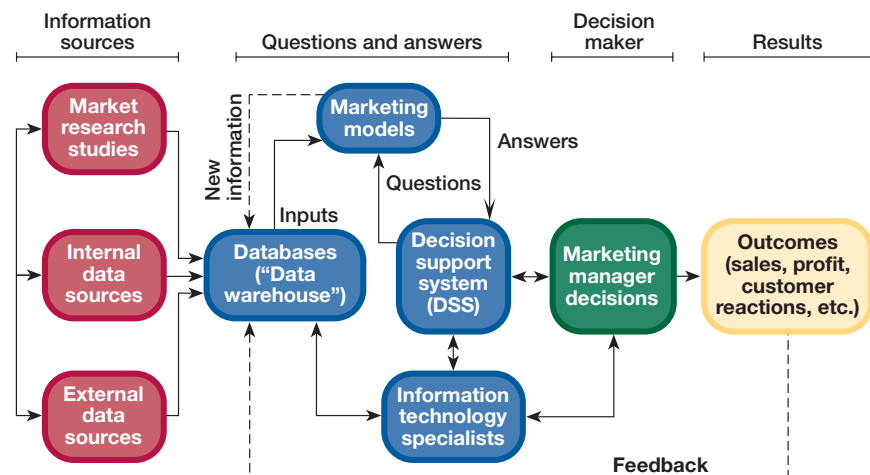 Information
sources
Questions and answers
Decision
maker
Results
Market
research
studies
Internal
data
sources
External
data
sources
New
information
Inputs
Databases
(“Data
warehouse”)
Marketing
models
Questions
Answers
Decision
support
system
(DSS)
Information
technology
specialists
Marketing
manager
decisions
Outcomes
(sales, profit,
customer
reactions, etc.)
Feedback